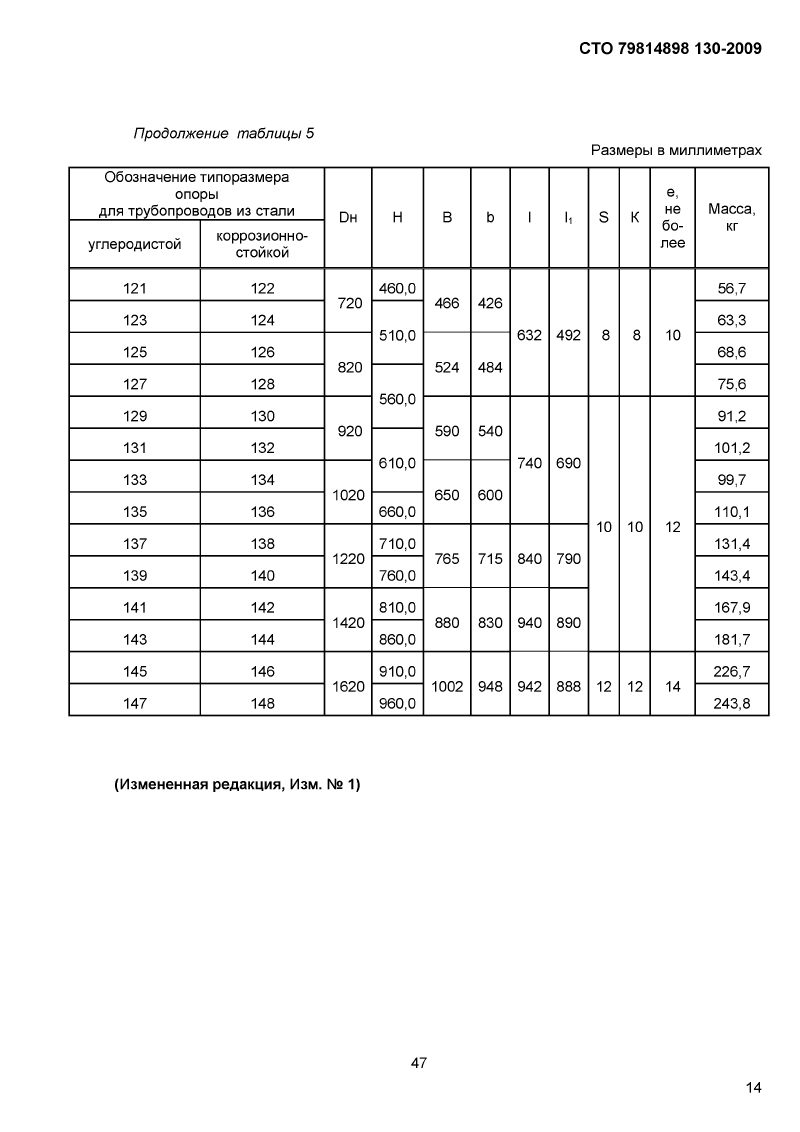 СТО 79814898 130-2009
Продолжение таблицы 5
Размеры в миллиметрах
Обозначение типоразмера
опоры
для трубопроводов из стали
углеродистой
коррозионно-
стойкой
Dн
H
B
b
l
l₁
S
К
е,
не
бо-
лее
Масса,
кг
121 122 720 460,0 466 426 632 492 8 8 10 56,7
123 124 510,0 63,3
125 126 820 524 484 68,6
127 128 560,0 75,6
129 130 920 590 540 740 690 10 10 12 91,2
131 132 610,0 101,2
133 134 1020 650 600 99,7
135 136 660,0 110,1
137 138 1220 710,0 765 715 840 790 131,4
139 140 760,0 143,4
141 142 1420 810,0 880 830 940 890 167,9
143 144 860,0 181,7
145 146 1620 910,0 1002 948 942 888 12 12 14 226,7
147 148 960,0 243,8
(Измененная редакция, Изм. № 1)
47
14